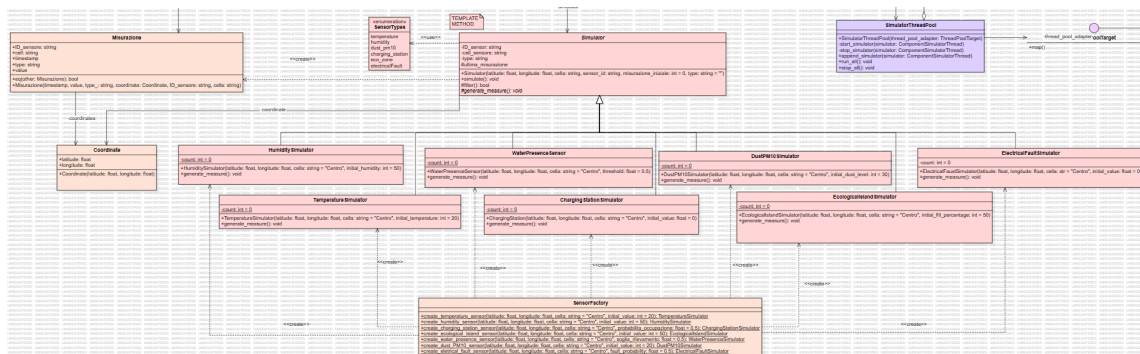 Misurazione
+ID_sensore: string
+cell: string
+timestamp
+type: string
+value
+eq(other: Misurazione): bool
+Misurazione(timestamp, value, type_: string, coordinate: Coordinate, ID_sensore: string, cella: string)
<<enumeration>>
SensorTypes
temperature
humidity
dust_pm10
charging_station
eco_zone
electricalFault
TEMPLATE
METHOD
<<use>>
<<create>>
Simulator
-ID_sensor: string
-cell_sensore: string
-type: string
#ultima_misurazione
+Simulator(latitude: float, longitude: float, cella: string, sensor_id: string, misurazione_iniziale: int = 0, type: string = "")
+simulate(): void
#filter(): bool
#generate_measure(): void
SimulatorThreadPool
+SimulatorThreadPool(thread_pool_adapter: ThreadPoolTarget)
-start_simulator(simulator: ComponentSimulatorThread)
-stop_simulator(simulator: ComponentSimulatorThread)
+append_simulator(simulator: ComponentSimulatorThread)
+run_all(): void
+stop_all(): void
-thread_pool_adapter
+map()
-coordinates
-coordinate
Coordinate
+latitude: float
+longitude: float
+Coordinate(latitude: float, longitude: float)
HumiditySimulator
-count: int = 0
+HumiditySimulator(latitude: float, longitude: float, cella: string = "Centro", initial_humidity: int = 50)
+generate_measure(): void
WaterPresenceSensor
-count: int = 0
+WaterPresenceSensor(latitude: float, longitude: float, cella: string = "Centro", threshold: float = 0.5)
+generate_measure(): void
DustPM10Simulator
-count: int = 0
+DustPM10Simulator(latitude: float, longitude: float, cella: string = "Centro", initial_dust_level: int = 30)
+generate_measure(): void
ElectricalFaultSimulator
-count: int = 0
+ElectricalFaultSimulator(latitude: float, longitude: float, cella: str = "Centro", initial_value: float = 0
+generate_measure(): void
TemperatureSimulator
-count: int = 0
+TemperatureSimulator(latitude: float, longitude: float, cella: string = "Centro", initial_temperature: int = 20)
+generate_measure(): void
ChargingStationSimulator
-count: int = 0
+ChargingStation(latitude: float, longitude: float, cella: string = "Centro", initial_value: float = 0)
+generate_measure(): void
EcologicalIslandSimulator
-count: int = 0
+EcologicalIslandSimulator(latitude: float, longitude: float, cella: string = "Centro", initial_fill_percentage: int = 50)
+generate_measure(): void
<<create>>
<<create>>
<<create>>
<<create>>
<<create>>
<<create>>
<<create>>
SensorFactory
+create_temperature_sensor(latitude: float, longitude: float, cella: string = "Centro", initial_value: int = 20): TemperatureSimulator
+create_humidity_sensor(latitude: float, longitude: float, cella: string = "Centro", initial_value: int = 50): HumiditySimulator
+create_charging_station_sensor(latitude: float, longitude: float, cella: string = "Centro", probabilita_occupazione: float = 0.5): ChargingStationSimulator
+create_ecological_island_sensor(latitude: float, longitude: float, cella: string = "Centro", initial_value: int = 50): EcologicalIslandSimulator
+create_water_presence_sensor(latitude: float, longitude: float, cella: string = "Centro", soglia_rilevamento: float = 0.5): WaterPresenceSimulator
+create_dust_PM10_sensor(latitude: float, longitude: float, cella: string = "Centro", initial_value: int = 20): DustPM10Simulator
+create_eletrical_fault_sensor(latitude: float, longitude: float, cella: string = "Centro", fault_probability: float = 0.5): ElectricalFaultSimulator